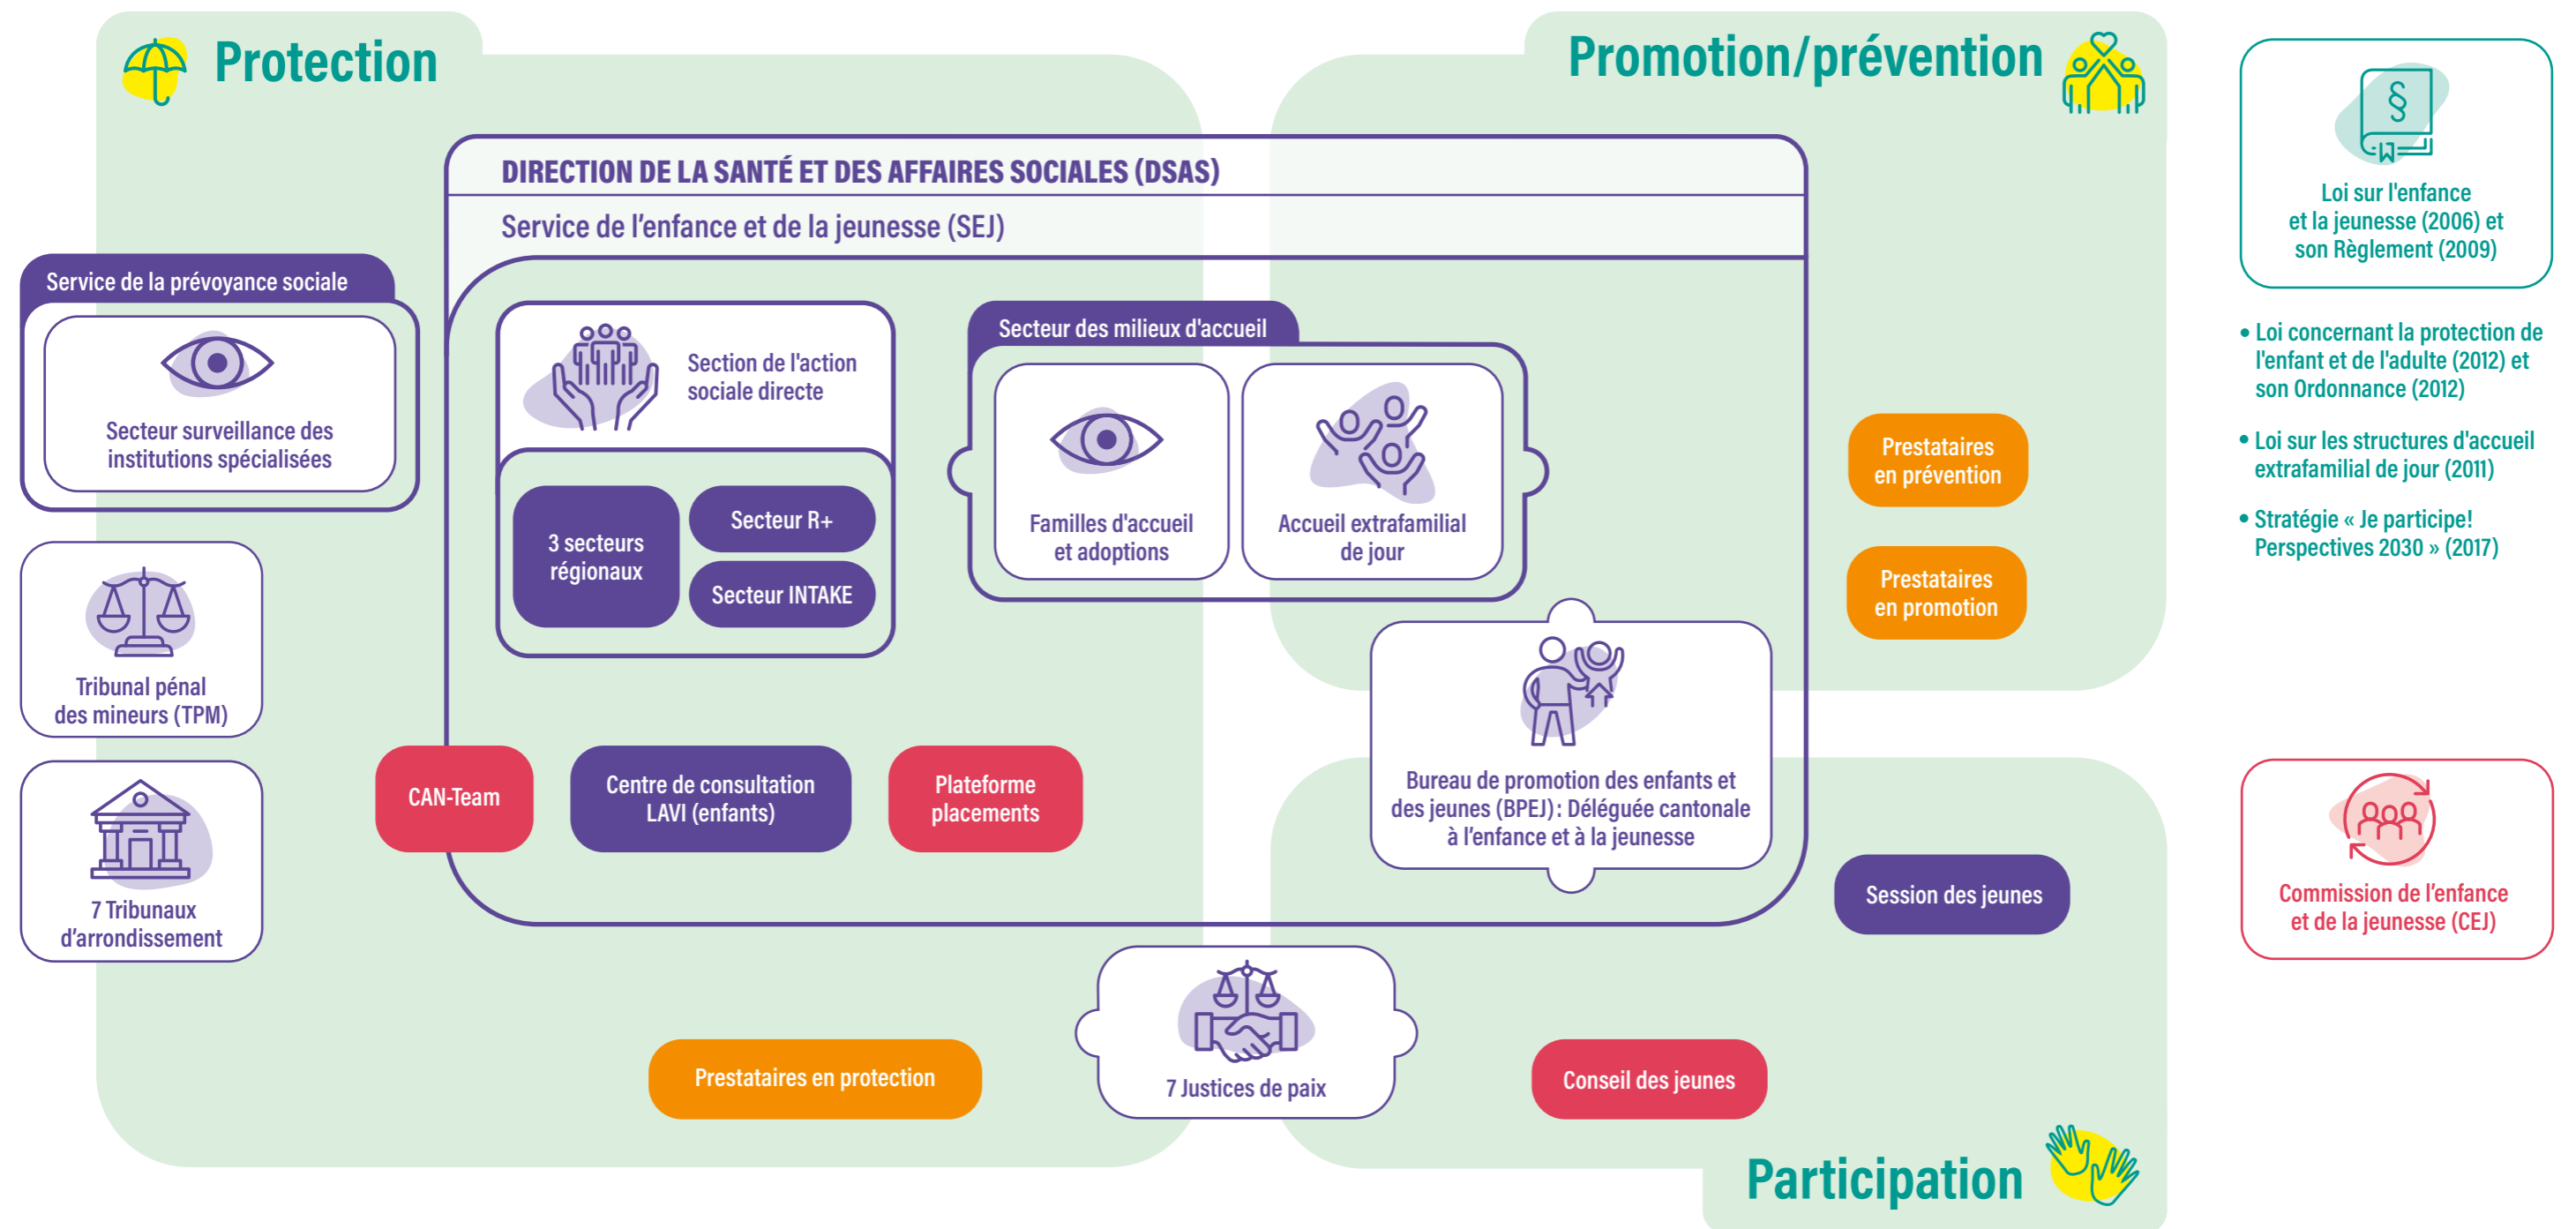 Protection
Promotion/prévention
DIRECTION DE LA SANTÉ ET DES AFFAIRES SOCIALES (DSAS)
Service de l’enfance et de la jeunesse (SEJ)
Service de la prévoyance sociale
Secteur surveillance des
institutions spécialisées
Section de l'action
sociale directe
3 secteurs
régionaux
Secteur R+
Secteur INTAKE
Secteur des milieux d'accueil
Familles d'accueil
et adoptions
Accueil extrafamilial
de jour
Prestataires
en prévention
Prestataires
en promotion
Tribunal pénal
des mineurs (TPM)
7 Tribunaux
d’arrondissement
CAN-Team
Centre de consultation
LAVI (enfants)
Plateforme
placements
Bureau de promotion des enfants et
des jeunes (BPEJ): Déléguée cantonale
à l’enfance et à la jeunesse
Session des jeunes
Prestataires en protection
7 Justices de paix
Conseil des jeunes
Participation
§
Loi sur l'enfance
et la jeunesse (2006) et
son Règlement (2009)
• Loi concernant la protection de
l'enfant et de l'adulte (2012) et
son Ordonnance (2012)
• Loi sur les structures d'accueil
extrafamilial de jour (2011)
• Stratégie « Je participe!
Perspectives 2030 » (2017)
Commission de l’enfance
et de la jeunesse (CEJ)